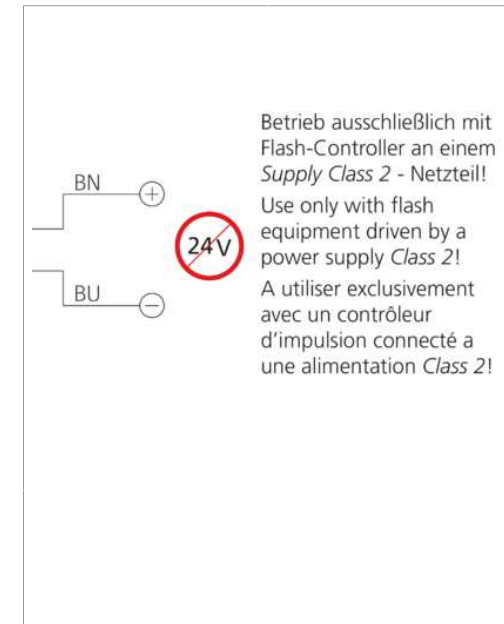 BN
+
24V
BU
−
Betrieb ausschließlich mit
Flash-Controller an einem
Supply Class 2 - Netzteil!
Use only with flash
equipment driven by a
power supply Class 2!
A utiliser exclusivement
avec un contrôleur
d'impulsion connecté a
une alimentation Class 2!